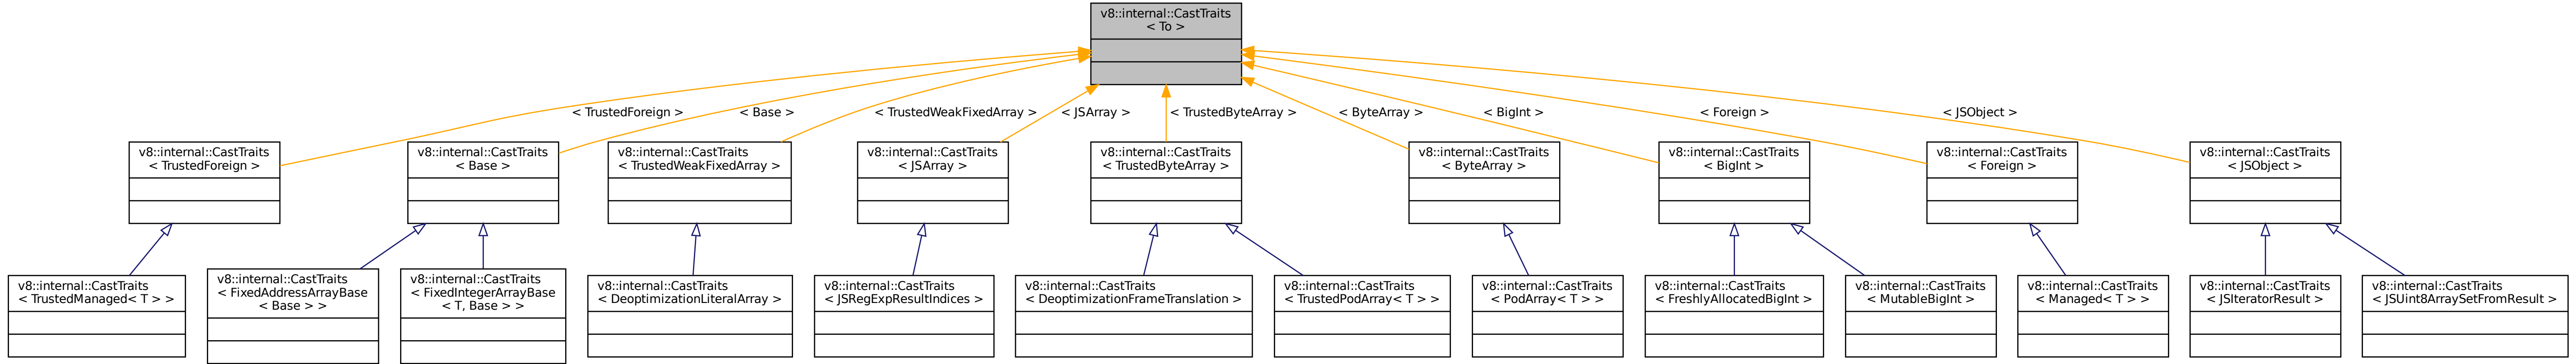 v8::internal::CastTraits
< To >
< TrustedForeign >
< Base >
< TrustedWeakFixedArray >
< JSArray >
< TrustedByteArray >
< ByteArray >
< BigInt >
< Foreign >
< JSObject >
v8::internal::CastTraits
< TrustedForeign >
v8::internal::CastTraits
< Base >
v8::internal::CastTraits
< TrustedWeakFixedArray >
v8::internal::CastTraits
< JSArray >
v8::internal::CastTraits
< TrustedByteArray >
v8::internal::CastTraits
< ByteArray >
v8::internal::CastTraits
< BigInt >
v8::internal::CastTraits
< Foreign >
v8::internal::CastTraits
< JSObject >
v8::internal::CastTraits
< TrustedManaged< T > >
v8::internal::CastTraits
< FixedAddressArrayBase
< Base > >
v8::internal::CastTraits
< FixedIntegerArrayBase
< T, Base > >
v8::internal::CastTraits
< DeoptimizationLiteralArray >
v8::internal::CastTraits
< JSRegExpResultIndices >
v8::internal::CastTraits
< DeoptimizationFrameTranslation >
v8::internal::CastTraits
< TrustedPodArray< T > >
v8::internal::CastTraits
< PodArray< T > >
v8::internal::CastTraits
< FreshlyAllocatedBigInt >
v8::internal::CastTraits
< MutableBigInt >
v8::internal::CastTraits
< Managed< T > >
v8::internal::CastTraits
< JSIteratorResult >
v8::internal::CastTraits
< JSUint8ArraySetFromResult >